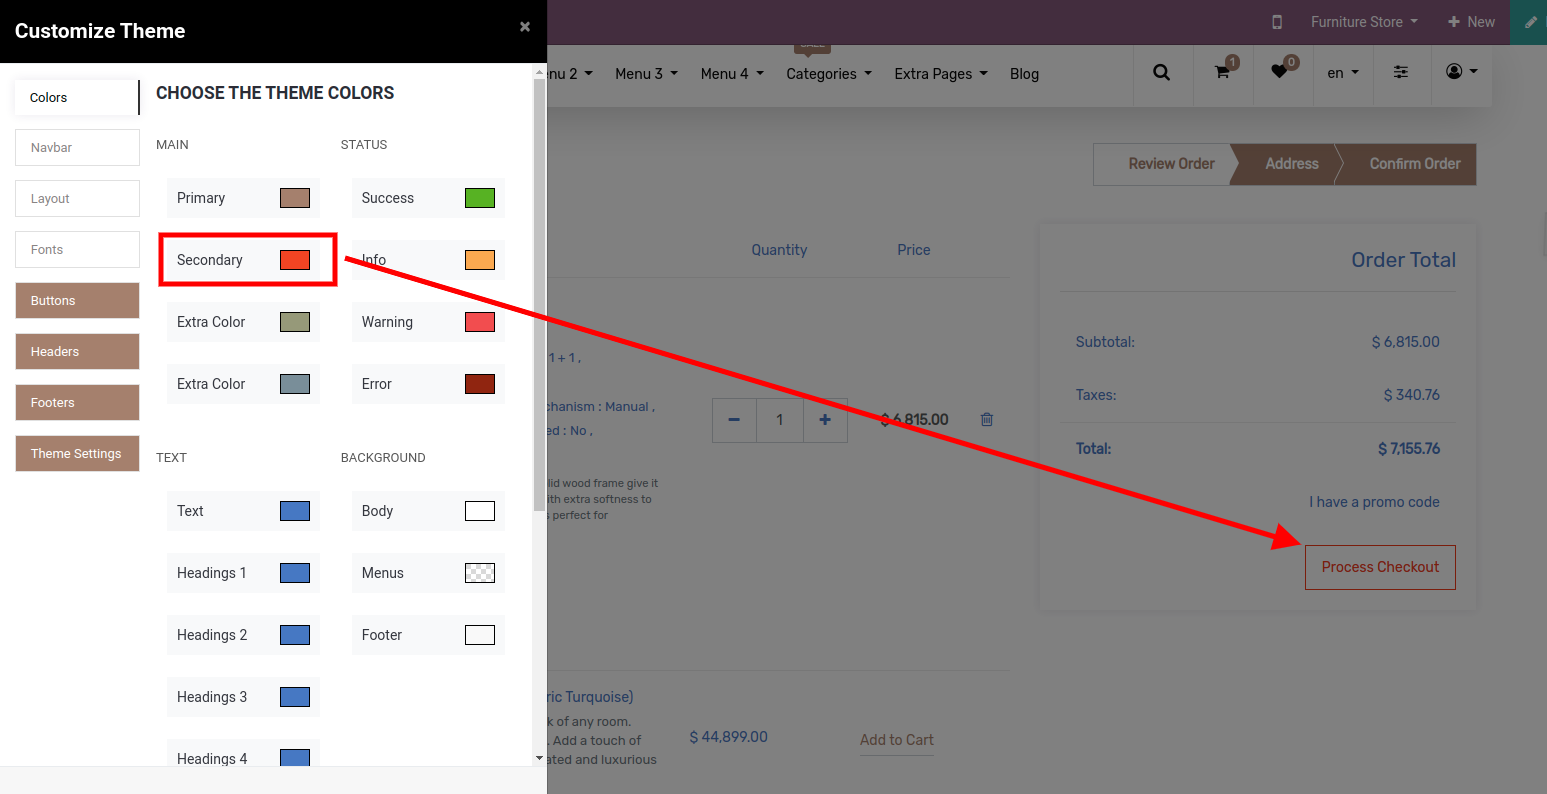 Customize Theme
×
Furniture Store
New
nu 2
Menu 3
Menu 4
Categories
Extra Pages
Blog
1
0
en
Colors
Navbar
Layout
Fonts
Buttons
Headers
Footers
Theme Settings
CHOOSE THE THEME COLORS
MAIN
STATUS
Primary
Success
Secondary
Info
Extra Color
Warning
Extra Color
Error
TEXT
BACKGROUND
Text
Body
Headings 1
Menus
Headings 2
Footer
Headings 3
Headings 4
Review Order
Address
Confirm Order
Quantity
Price
1 + 1 ,
chanism : Manual ,
ed : No ,
1
$ 6,815.00
lid wood frame give it
ith extra softness to
s perfect for
Order Total
Subtotal:
$ 6,815.00
Taxes:
$ 340.76
Total:
$ 7,155.76
I have a promo code
Process Checkout
ric Turquoise)
k of any room.
. Add a touch of
ated and luxurious
$ 44,899.00
Add to Cart